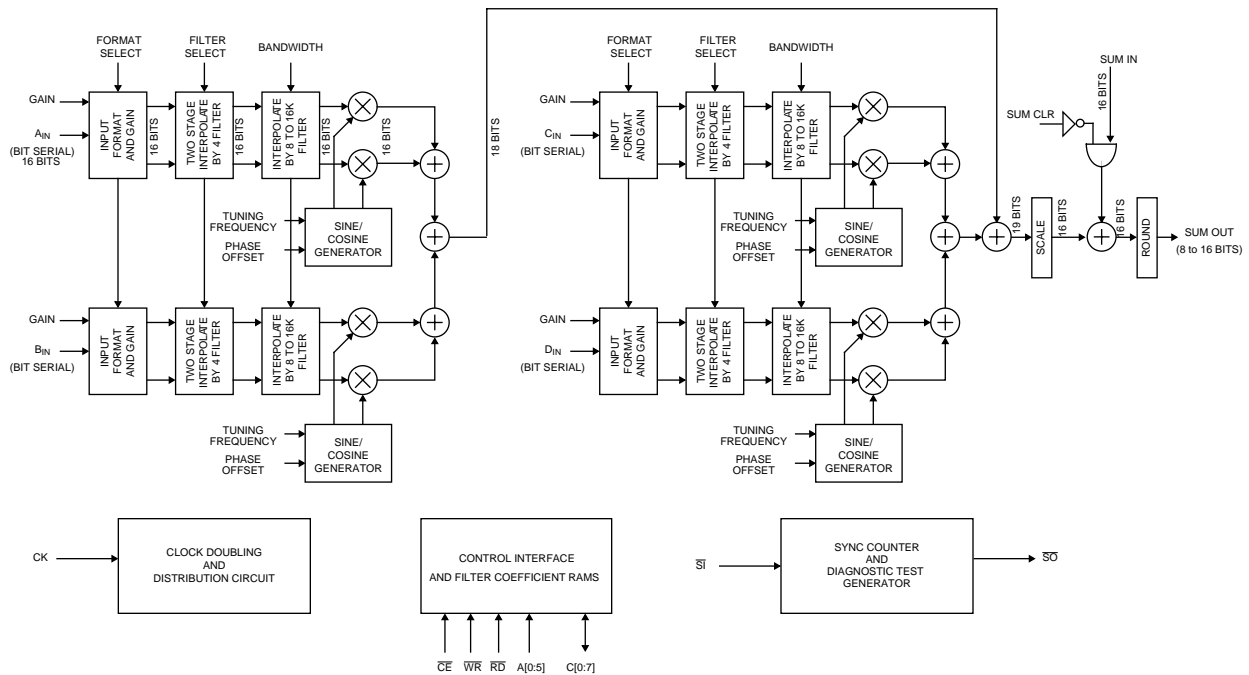 FORMAT
SELECT
FILTER
SELECT
BANDWIDTH
GAIN
A_IN
(BIT SERIAL)
16 BITS
INPUT
FORMAT
AND GAIN
16 BITS
TWO STAGE
INTERPOLATE
BY 4 FILTER
16 BITS
INTERPOLATE
BY 8 TO 16K
FILTER
16 BITS
16 BITS
TUNING
FREQUENCY
PHASE
OFFSET
SINE/
COSINE
GENERATOR
18 BITS
GAIN
B_IN
(BIT SERIAL)
INPUT
FORMAT
AND GAIN
TWO STAGE
INTERPOLATE
BY 4 FILTER
INTERPOLATE
BY 8 TO 16K
FILTER
TUNING
FREQUENCY
PHASE
OFFSET
SINE/
COSINE
GENERATOR
FORMAT
SELECT
FILTER
SELECT
BANDWIDTH
GAIN
C_IN
(BIT SERIAL)
INPUT
FORMAT
AND GAIN
TWO STAGE
INTERPOLATE
BY 4 FILTER
INTERPOLATE
BY 8 TO 16K
FILTER
TUNING
FREQUENCY
PHASE
OFFSET
SINE/
COSINE
GENERATOR
GAIN
D_IN
(BIT SERIAL)
INPUT
FORMAT
AND GAIN
TWO STAGE
INTERPOLATE
BY 4 FILTER
INTERPOLATE
BY 8 TO 16K
FILTER
TUNING
FREQUENCY
PHASE
OFFSET
SINE/
COSINE
GENERATOR
SUM IN
16 BITS
SUM CLR
19 BITS
SCALE
16 BITS
16 BITS
ROUND
SUM OUT
(8 to 16 BITS)
CK
CLOCK DOUBLING
AND
DISTRIBUTION CIRCUIT
CONTROL INTERFACE
AND FILTER COEFFICIENT RAMS
CE WR RD A[0:5] C[0:7]
SI
SYNC COUNTER
AND
DIAGNOSTIC TEST
GENERATOR
SO